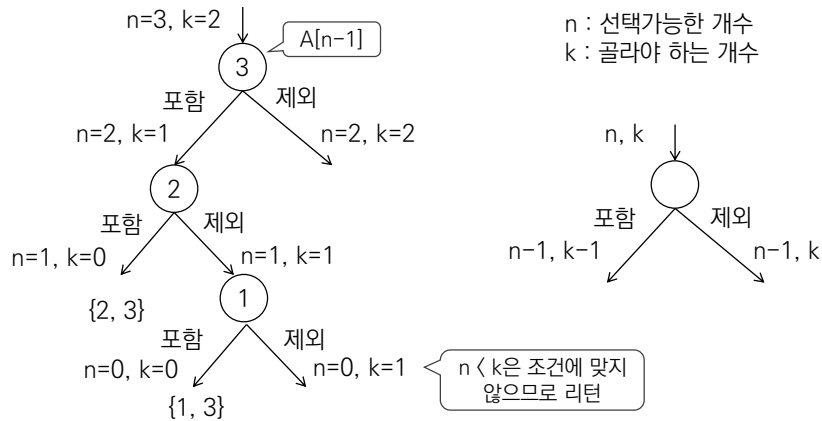 n=3, k=2
A[n-1]
3
포함
제외
n=2, k=1
n=2, k=2
2
포함
제외
n=1, k=0
n=1, k=1
{2, 3}
1
포함
제외
n=0, k=0
n=0, k=1
{1, 3}
n < k은 조건에 맞지
않으므로 리턴
n : 선택가능한 개수
k : 골라야 하는 개수
n, k
포함
제외
n-1, k-1
n-1, k